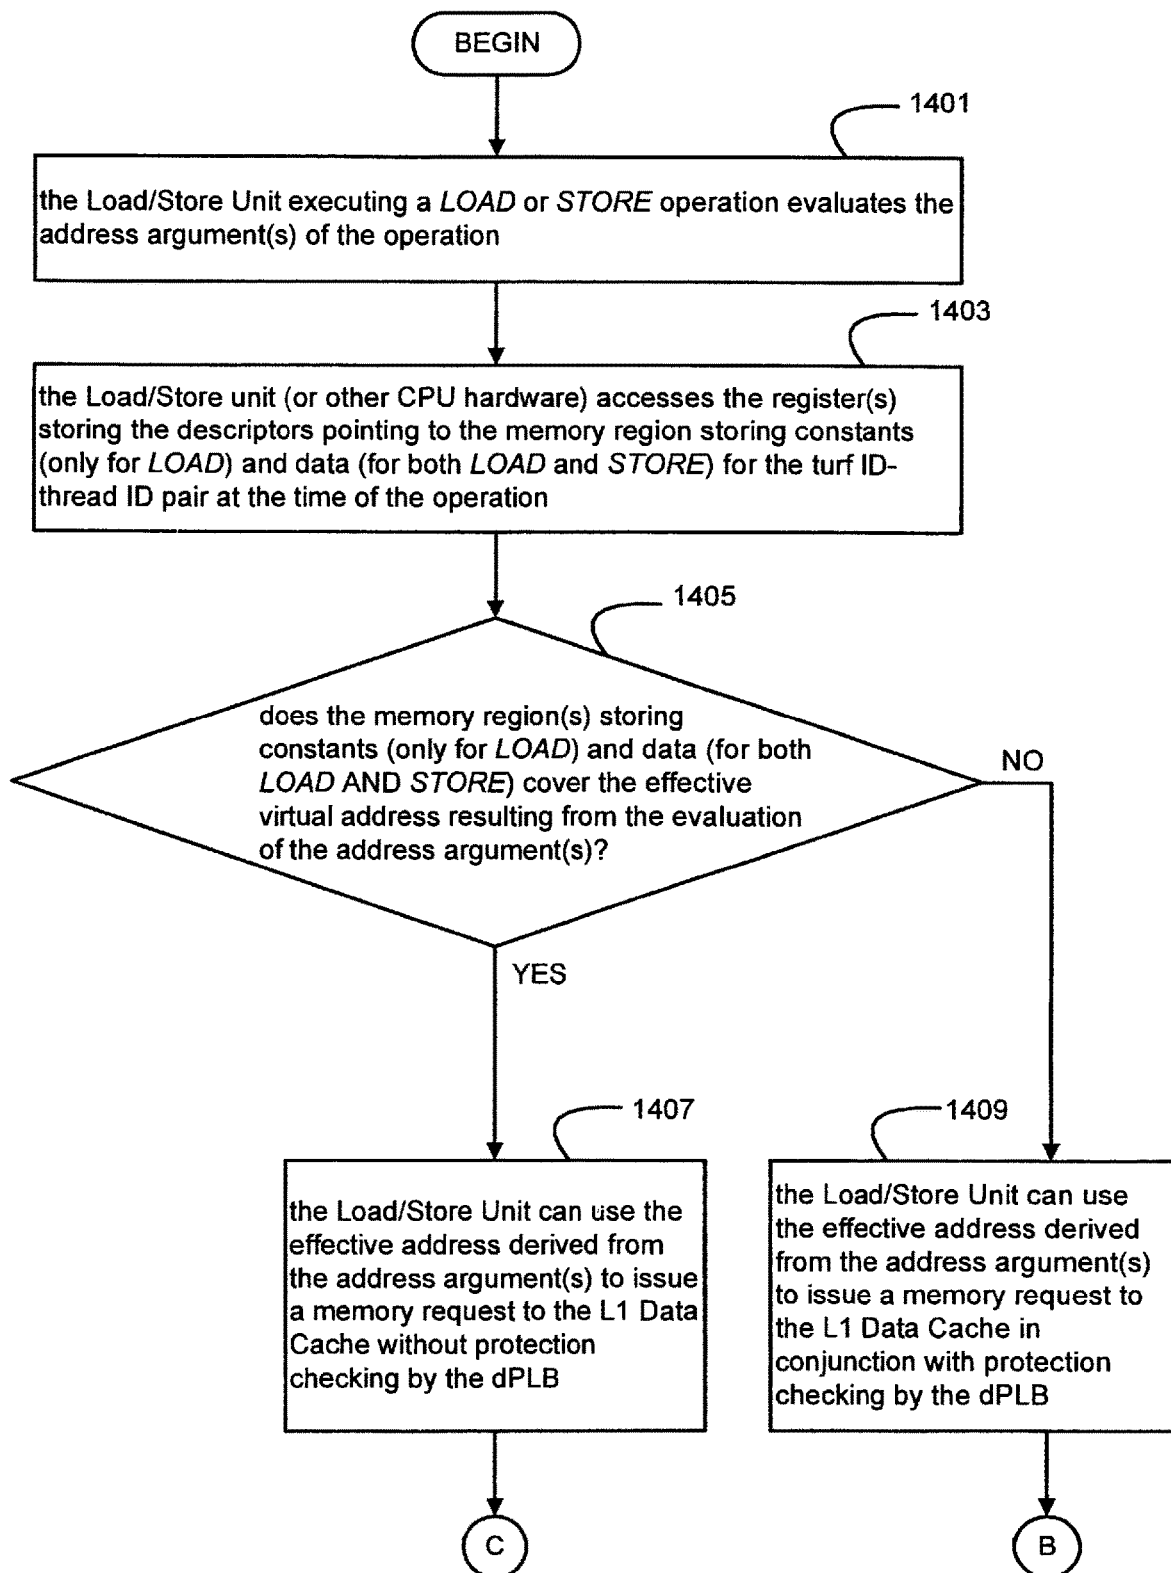 BEGIN
1401
the Load/Store Unit executing a LOAD or STORE operation evaluates the
address argument(s) of the operation
1403
the Load/Store unit (or other CPU hardware) accesses the register(s)
storing the descriptors pointing to the memory region storing constants
(only for LOAD) and data (for both LOAD and STORE) for the turf ID-
thread ID pair at the time of the operation
1405
does the memory region(s) storing
constants (only for LOAD) and data (for both
LOAD AND STORE) cover the effective
virtual address resulting from the evaluation
of the address argument(s)?
NO
YES
1407
the Load/Store Unit can use the
effective address derived from
the address argument(s) to issue
a memory request to the L1 Data
Cache without protection
checking by the dPLB
1409
the Load/Store Unit can use
the effective address derived
from the address argument(s)
to issue a memory request to
the L1 Data Cache in
conjunction with protection
checking by the dPLB
C
B